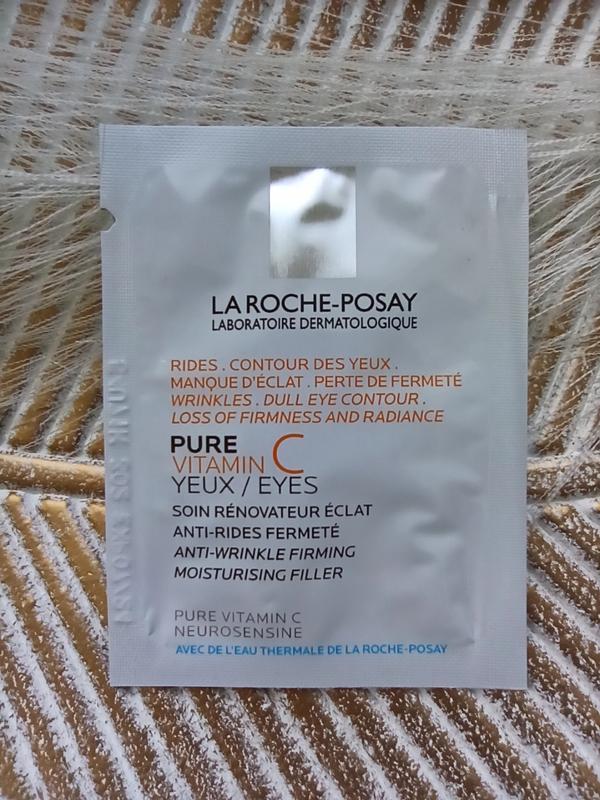 LA ROCHE-POSAY
LABORATOIRE DERMATOLOGIQUE
RIDES . CONTOUR DES YEUX .
MANQUE D'ÉCLAT . PERTE DE FERMETÉ
WRINKLES . DULL EYE CONTOUR .
LOSS OF FIRMNESS AND RADIANCE
PURE
VITAMIN C
YEUX / EYES
SOIN RÉNOVATEUR ÉCLAT
ANTI-RIDES FERMETÉ
ANTI-WRINKLE FIRMING
MOISTURISING FILLER
PURE VITAMIN C
NEUROSENSINE
AVEC DE L'EAU THERMALE DE LA ROCHE-POSAY